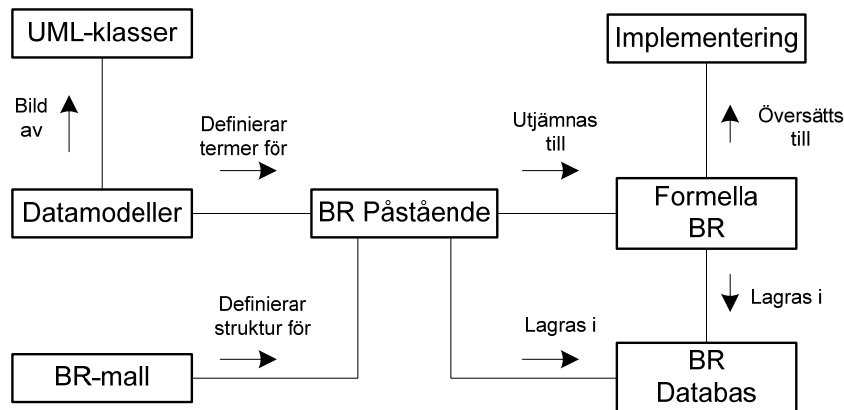 UML-klasser
Implementering
Bild
av
Definierar
termer för
Utjämnas
till
Översätts
till
Datamodeller
BR Påstående
Formella
BR
Definierar
struktur för
Lagras i
Lagras i
BR-mall
BR
Databas